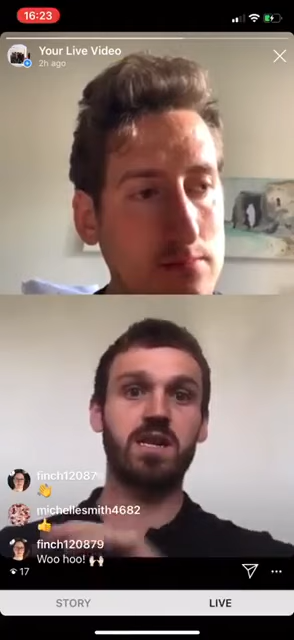 16:23
Your Live Video
2h ago
finch12087
👋
michellesmith4682
👍
finch120879
Woo hoo! 🙌🏻
17
STORY
LIVE